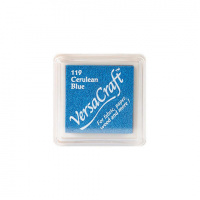 119
Cerulean
Blue
VersaCraft
For fabric, paper,
wood and more!